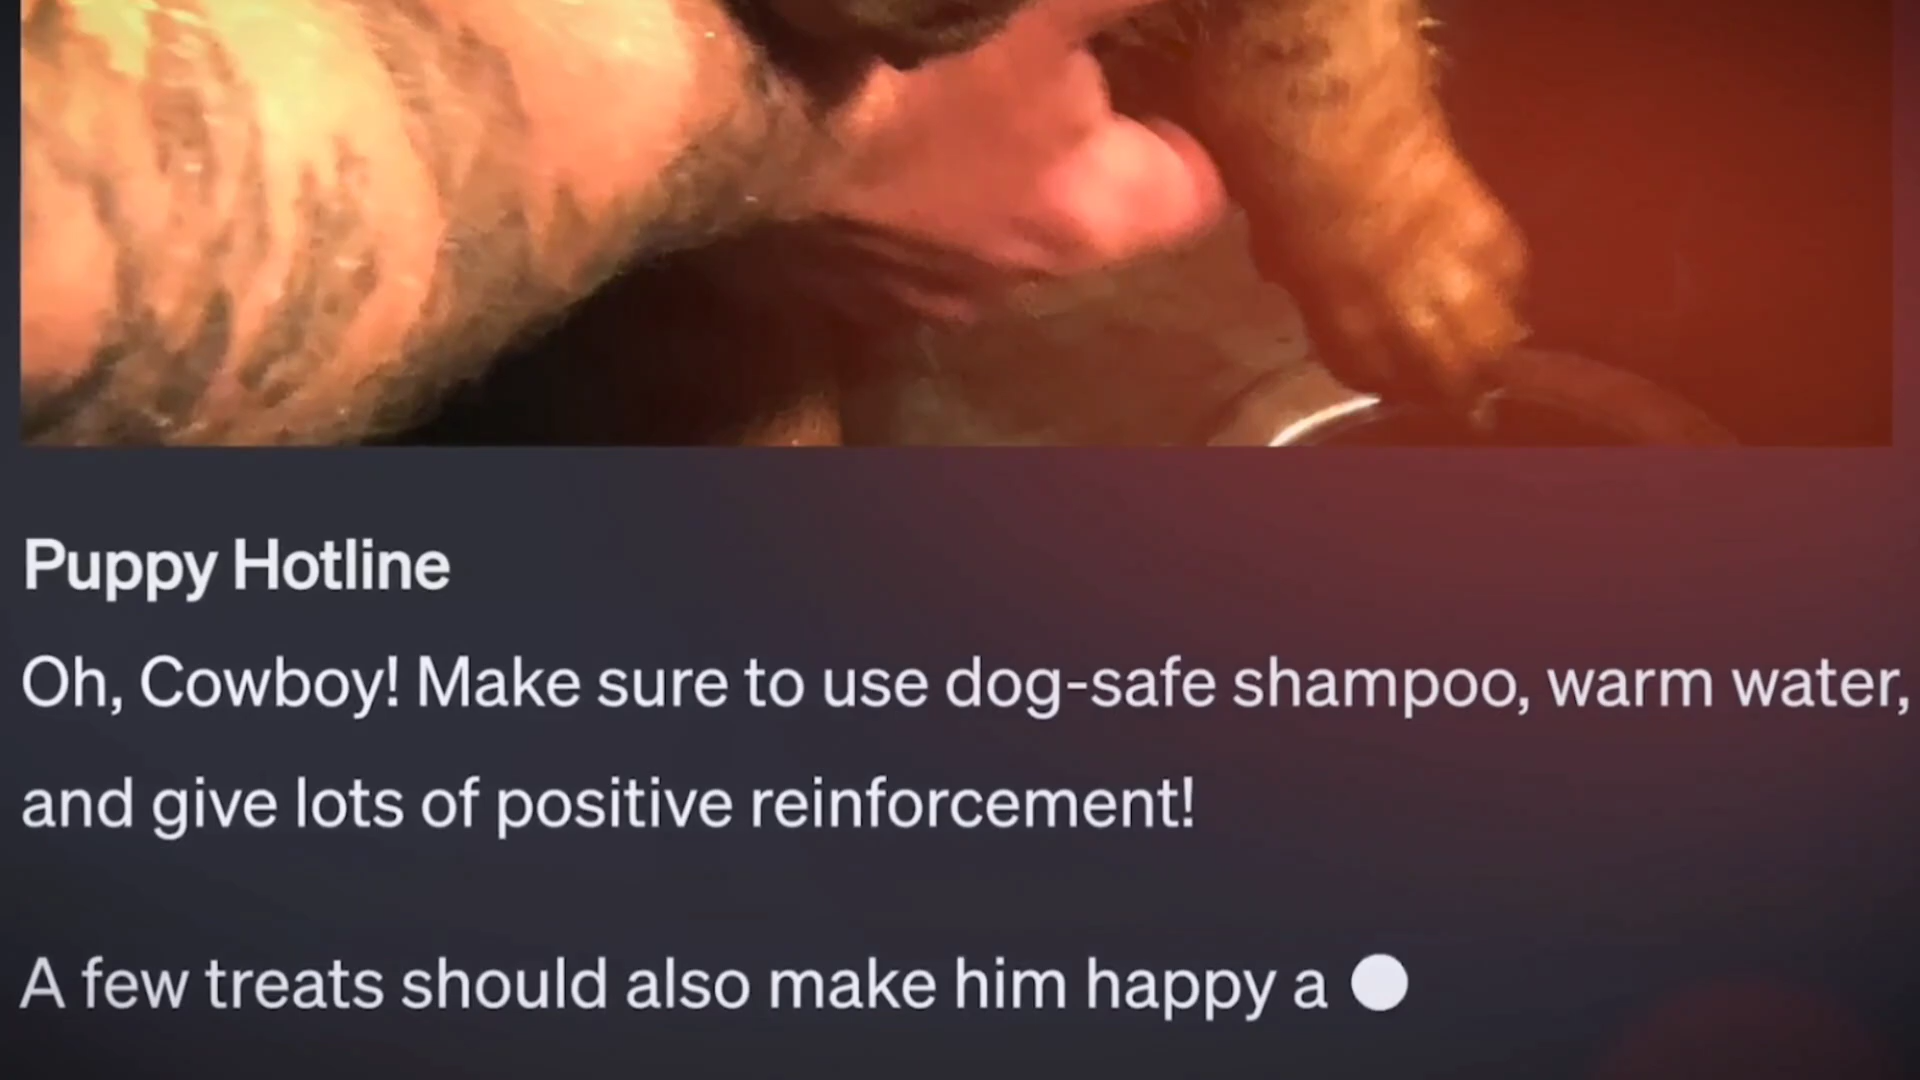 Puppy Hotline
Oh, Cowboy! Make sure to use dog-safe shampoo, warm water,
and give lots of positive reinforcement!
A few treats should also make him happy a